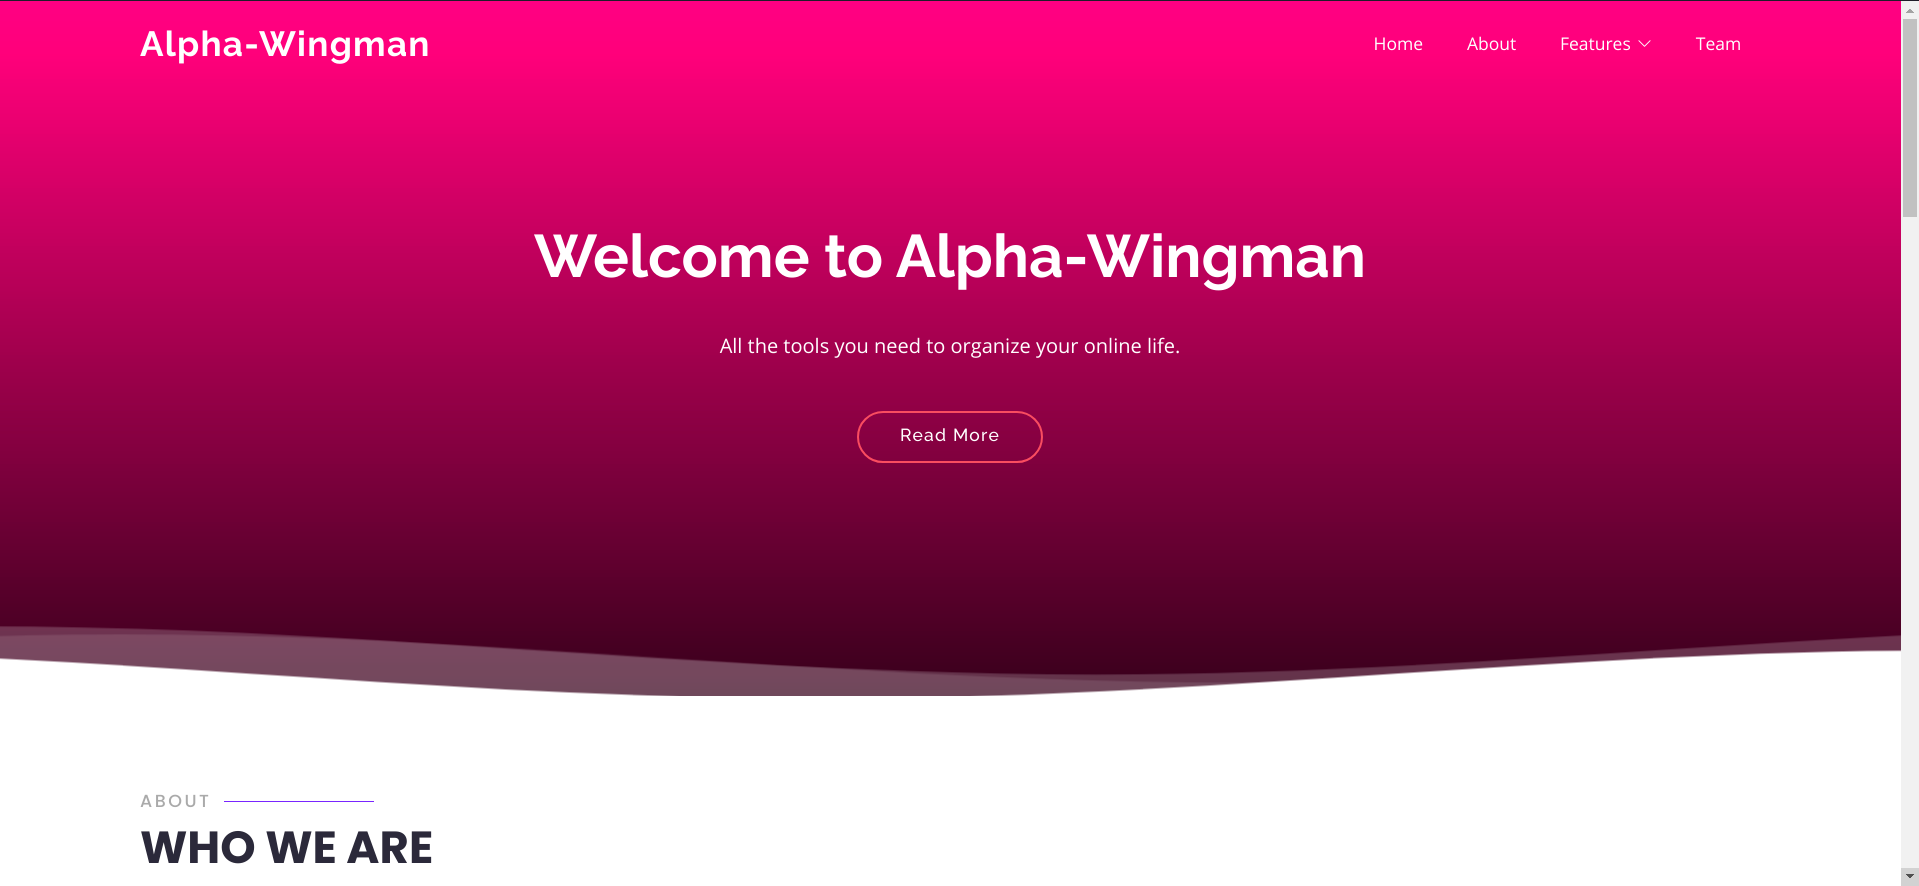 Alpha-Wingman
Home About Features Team
Welcome to Alpha-Wingman
All the tools you need to organize your online life.
Read More
ABOUT
WHO WE ARE